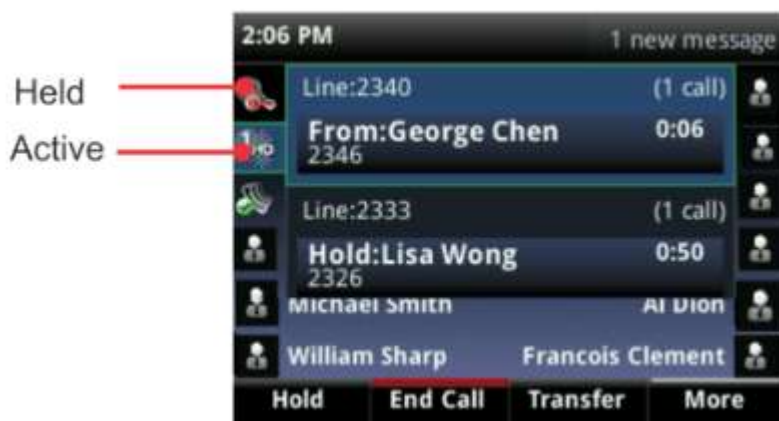 2:06 PM 1 new message
Held
Line:2340 (1 call)
From:George Chen 0:06
2346
Active
1 HD
Line:2333 (1 call)
Hold:Lisa Wong 0:50
2326
Michael Smith Al Dion
William Sharp Francois Clement
Hold End Call Transfer More